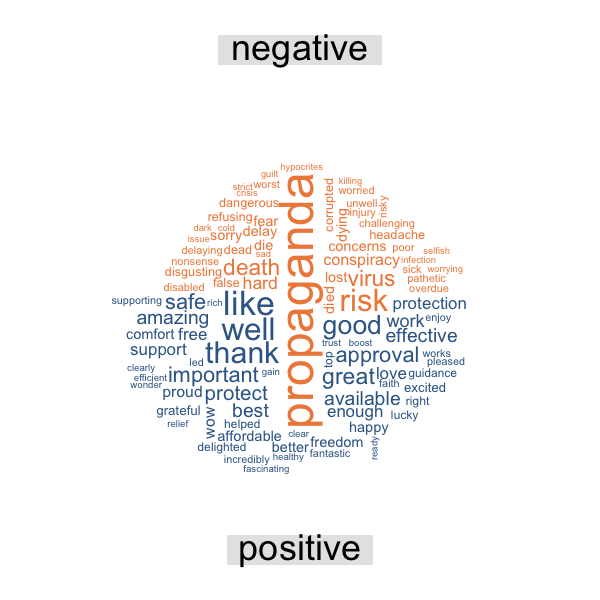 negative
hypocrites
guilt
killing
strict
worst
worried
crisis
dangerous
corrupted
unwell
risky
refusing
fear
dying
injury
challenging
dark
cold
sorry
delay
headache
issue
die
concerns
poor
delaying
dead
sad
selfish
nonsense
conspiracy
infection
disgusting
death
sick
worrying
false
hard
lost
virus
pathetic
disabled
died
overdue
propaganda
risk
supporting
safe
rich
like
protection
amazing
good
work
enjoy
comfort
free
well
effective
trust
boost
support
thank
top
approval
works
led
pleased
clearly
important
gain
great
love
guidance
efficient
faith
wonder
excited
proud
protect
available
right
grateful
wow
best
enough
lucky
relief
helped
happy
affordable
clear
freedom
delighted
better
ready
incredibly
healthy
fantastic
fascinating
positive